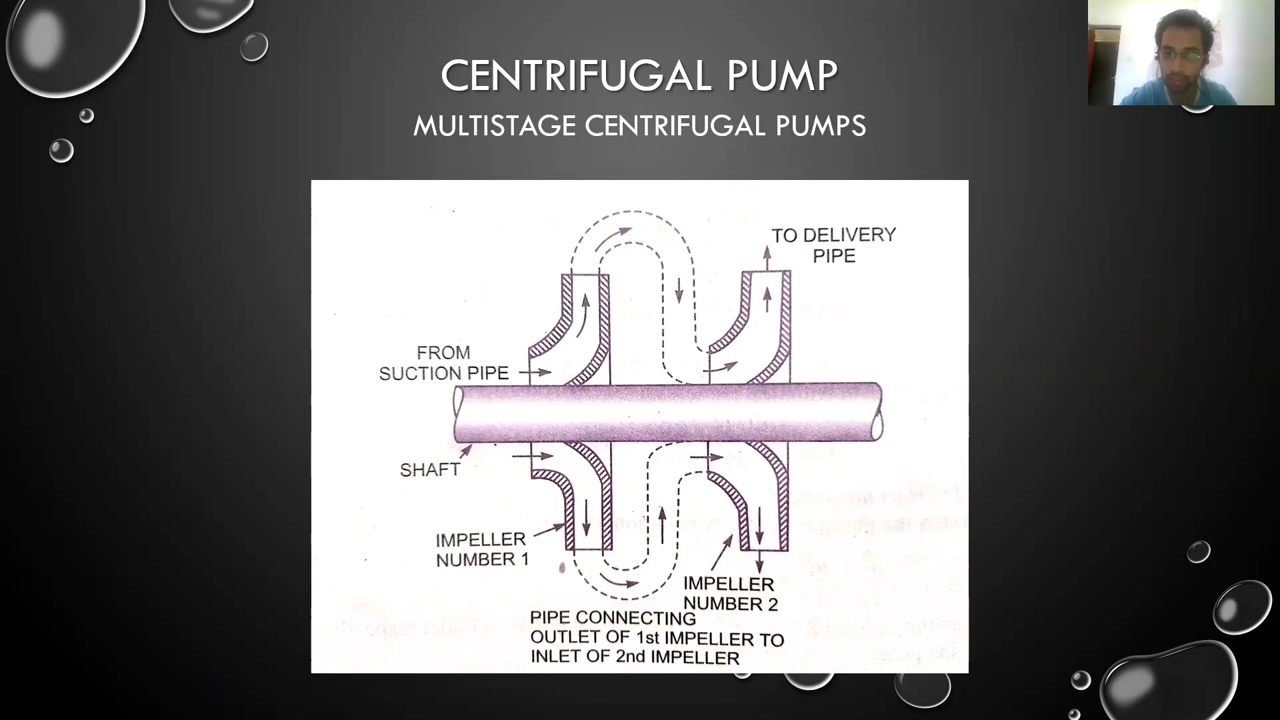 CENTRIFUGAL PUMP
MULTISTAGE CENTRIFUGAL PUMPS
TO DELIVERY
PIPE
FROM
SUCTION PIPE
SHAFT
IMPELLER
NUMBER 1
IMPELLER
NUMBER 2
PIPE CONNECTING
OUTLET OF 1st IMPELLER TO
INLET OF 2nd IMPELLER